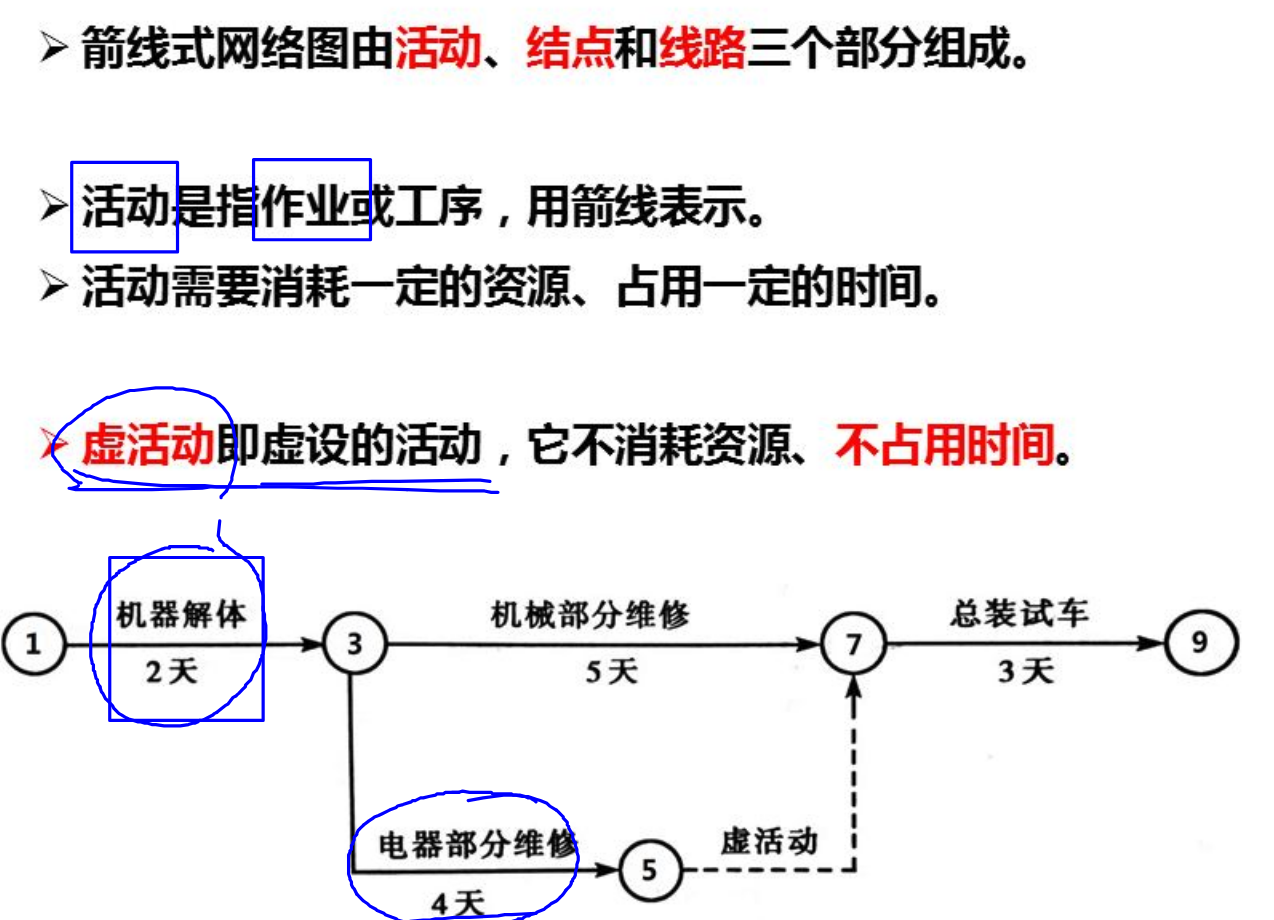 ➢ 箭线式网络图由活动、结点和线路三个部分组成。
➢ 活动是指作业或工序，用箭线表示。
➢ 活动需要消耗一定的资源、占用一定的时间。
➢ 虚活动即虚设的活动，它不消耗资源、不占用时间。
机器解体 机械部分维修 总装试车
1 3 7 9
2天 5天 3天
电器部分维修 虚活动
5
4天